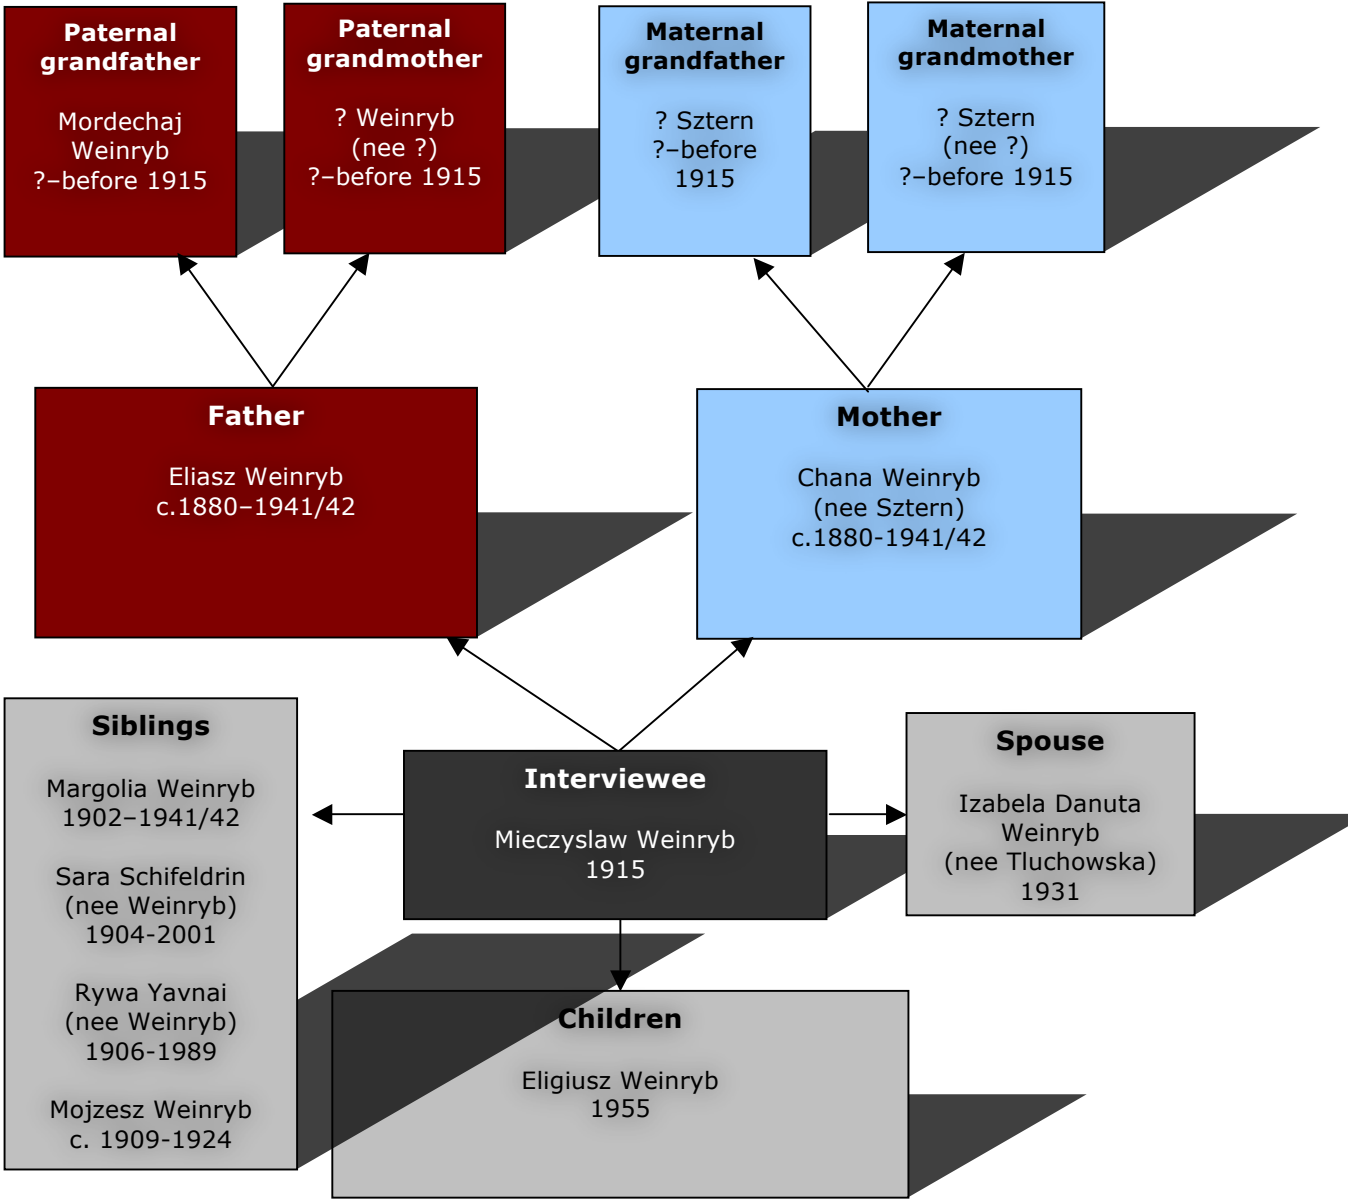 Paternal
grandfather
Mordechaj
Weinryb
?–before 1915
Paternal
grandmother
? Weinryb
(nee ?)
?–before 1915
Maternal
grandfather
? Sztern
?–before
1915
Maternal
grandmother
? Sztern
(nee ?)
?–before 1915
Father
Eliasz Weinryb
c.1880–1941/42
Mother
Chana Weinryb
(nee Sztern)
c.1880-1941/42
Siblings
Margolia Weinryb
1902–1941/42
Sara Schifeldrin
(nee Weinryb)
1904-2001
Rywa Yavnai
(nee Weinryb)
1906-1989
Mojzesz Weinryb
c. 1909-1924
Interviewee
Mieczyslaw Weinryb
1915
Spouse
Izabela Danuta
Weinryb
(nee Tluchowska)
1931
Children
Eligiusz Weinryb
1955